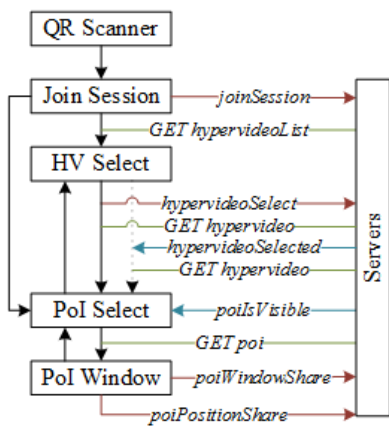 QR Scanner
Join Session
joinSession
GET hypervideoList
HV Select
hypervideoSelect
GET hypervideo
hypervideoSelected
GET hypervideo
PoI Select
poiIsVisible
GET poi
PoI Window
poiWindowShare
poiPositionShare
Servers